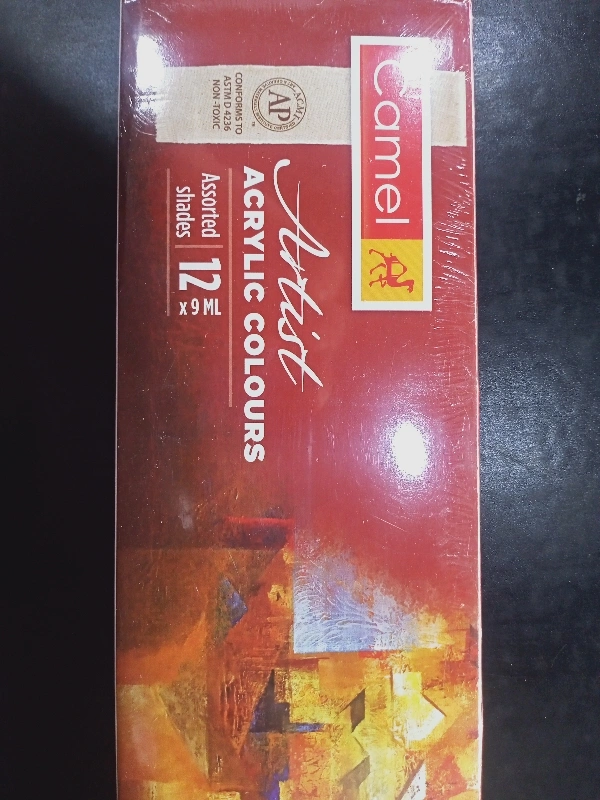 Camel
CONFORMS TO
ASTM D 4236
NON -TOXIC
AP
Artist
ACRYLIC COLOURS
Assorted
shades
12
x 9 ML